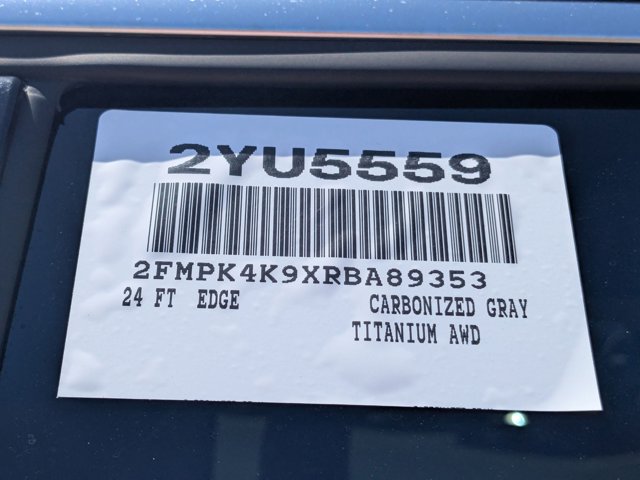 2YU5559
2FMPK4K9XRBA89353
24 FT EDGE CARBONIZED GRAY
TITANIUM AWD